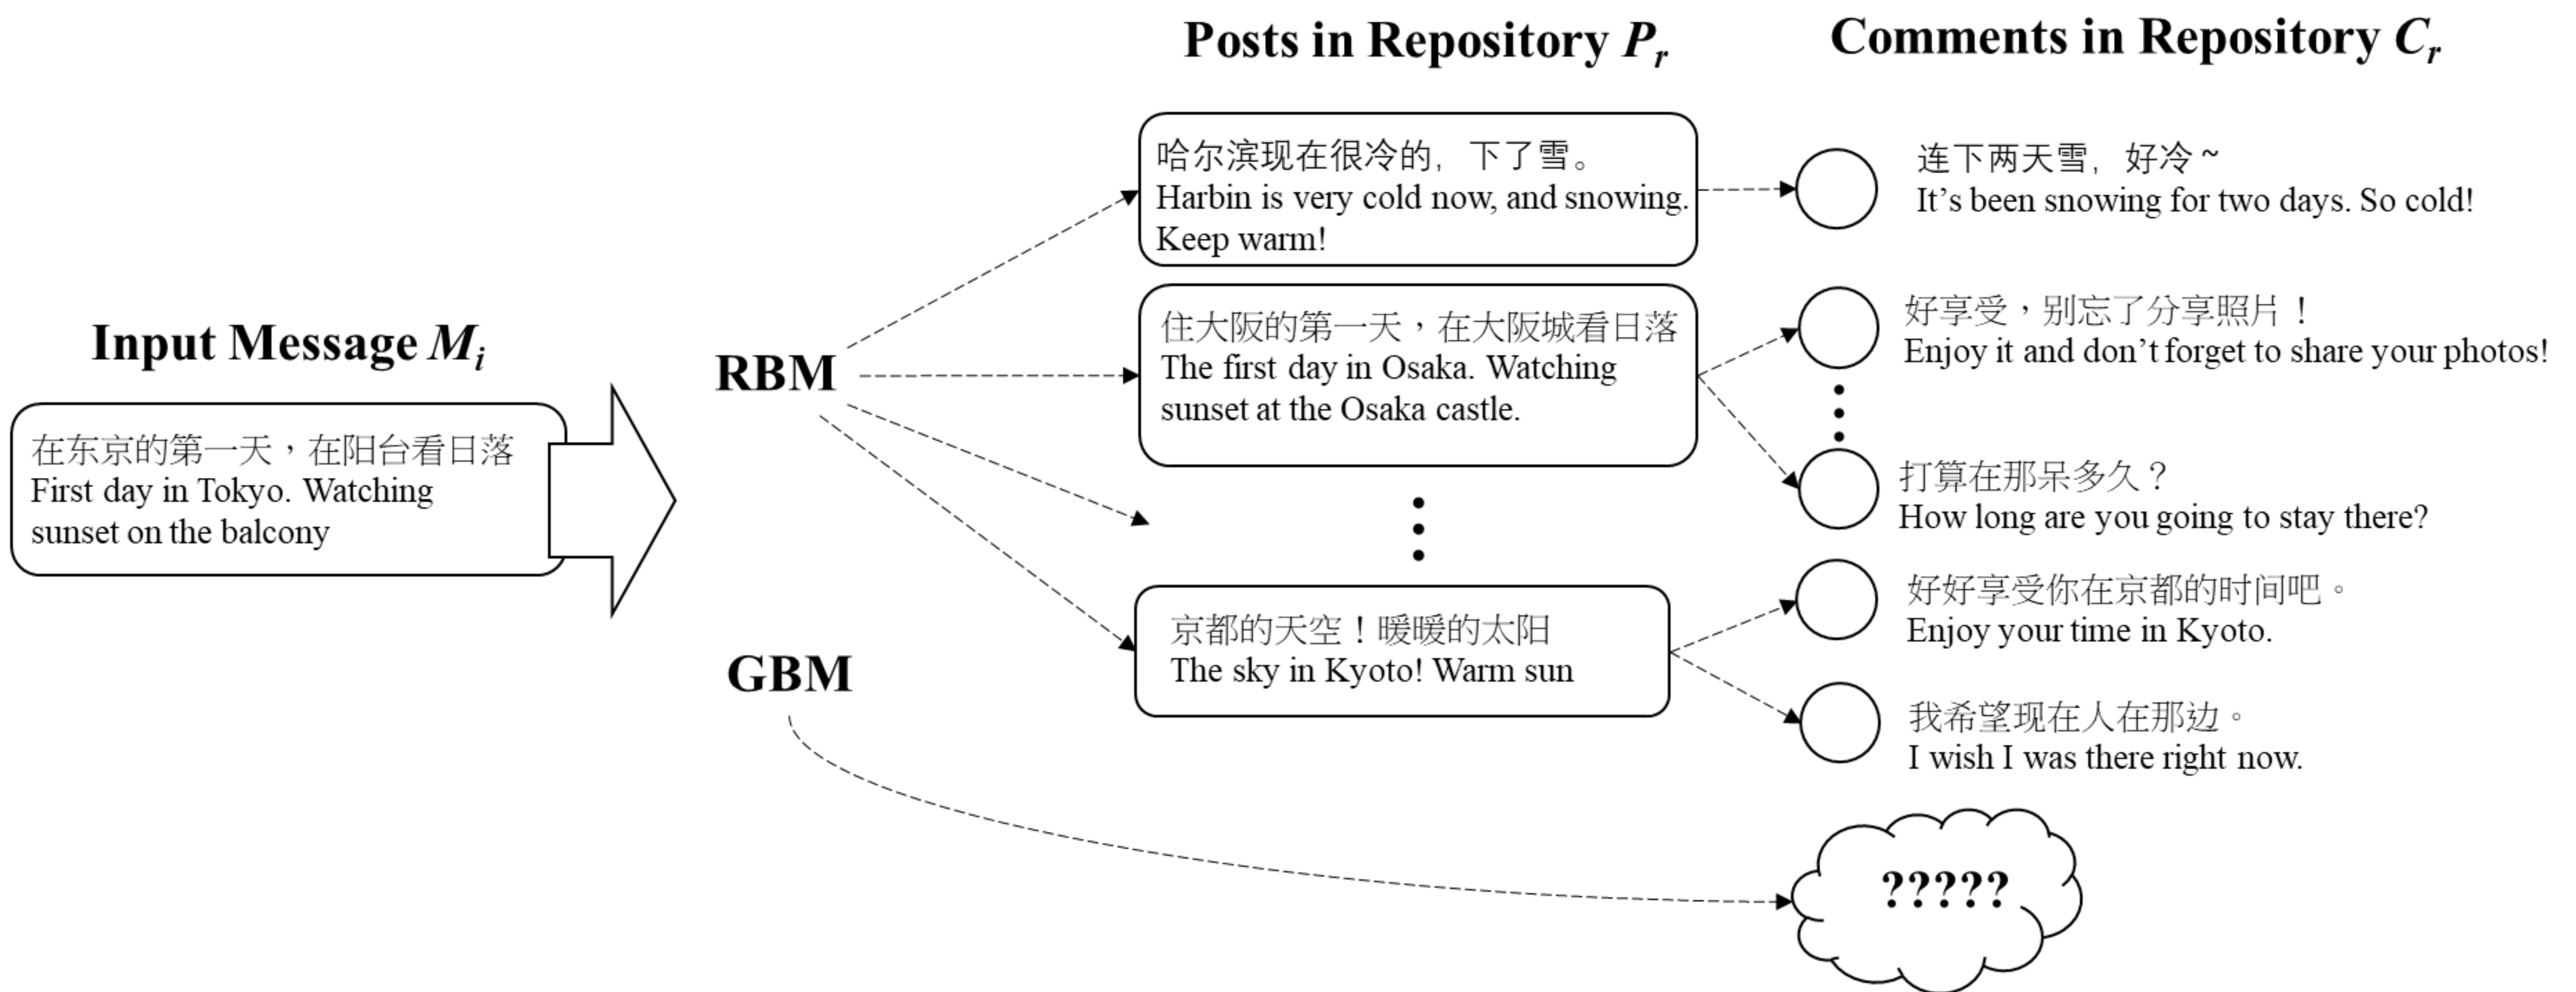 Posts in Repository Pr
Comments in Repository Cr
Input Message Mi
在东京的第一天，在阳台看日落
First day in Tokyo. Watching
sunset on the balcony
RBM
GBM
哈尔滨现在很冷的，下了雪。
Harbin is very cold now, and snowing.
Keep warm!
住大阪的第一天，在大阪城看日落
The first day in Osaka. Watching
sunset at the Osaka castle.
京都的天空！暖暖的太阳
The sky in Kyoto! Warm sun
连下两天雪，好冷~
It's been snowing for two days. So cold!
好享受，别忘了分享照片！
Enjoy it and don't forget to share your photos!
打算在那呆多久？
How long are you going to stay there?
好好享受你在京都的时间吧。
Enjoy your time in Kyoto.
我希望现在人在那边。
I wish I was there right now.
?????